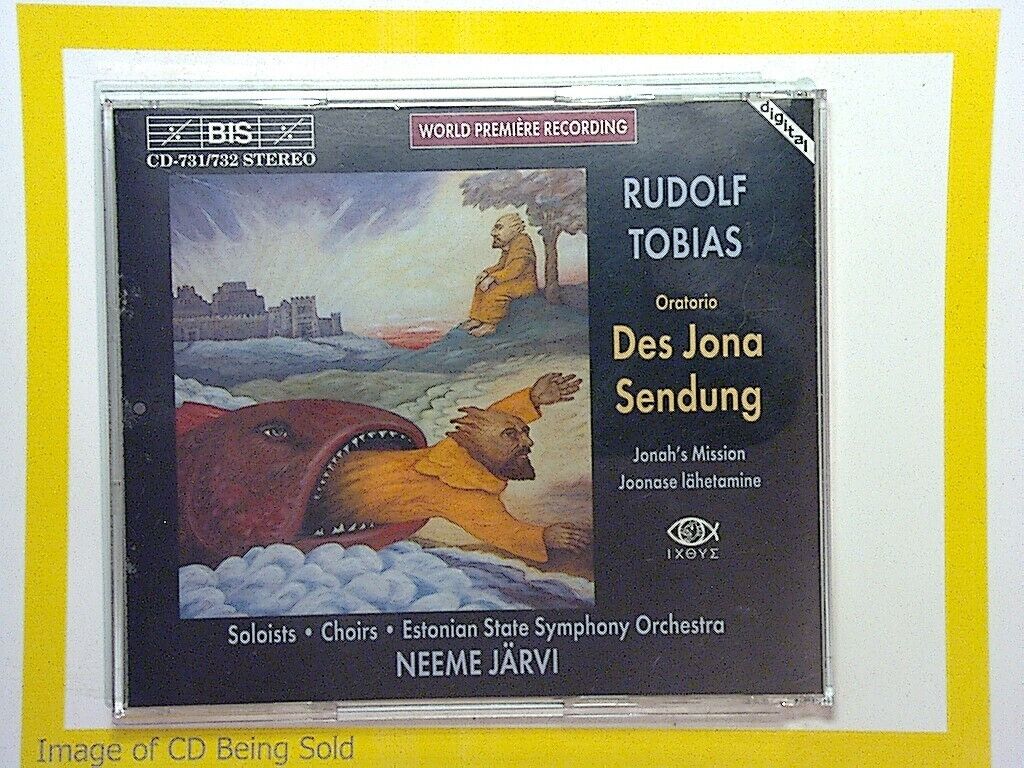 BIS
CD-731/732 STEREO
WORLD PREMIÈRE RECORDING
digital
RUDOLF
TOBIAS
Oratorio
Des Jona
Sendung
Jonah's Mission
Joonase lähetamine
ΙΧΘΥΣ
Soloists • Choirs • Estonian State Symphony Orchestra
NEEME JÄRVI
Image of CD Being Sold